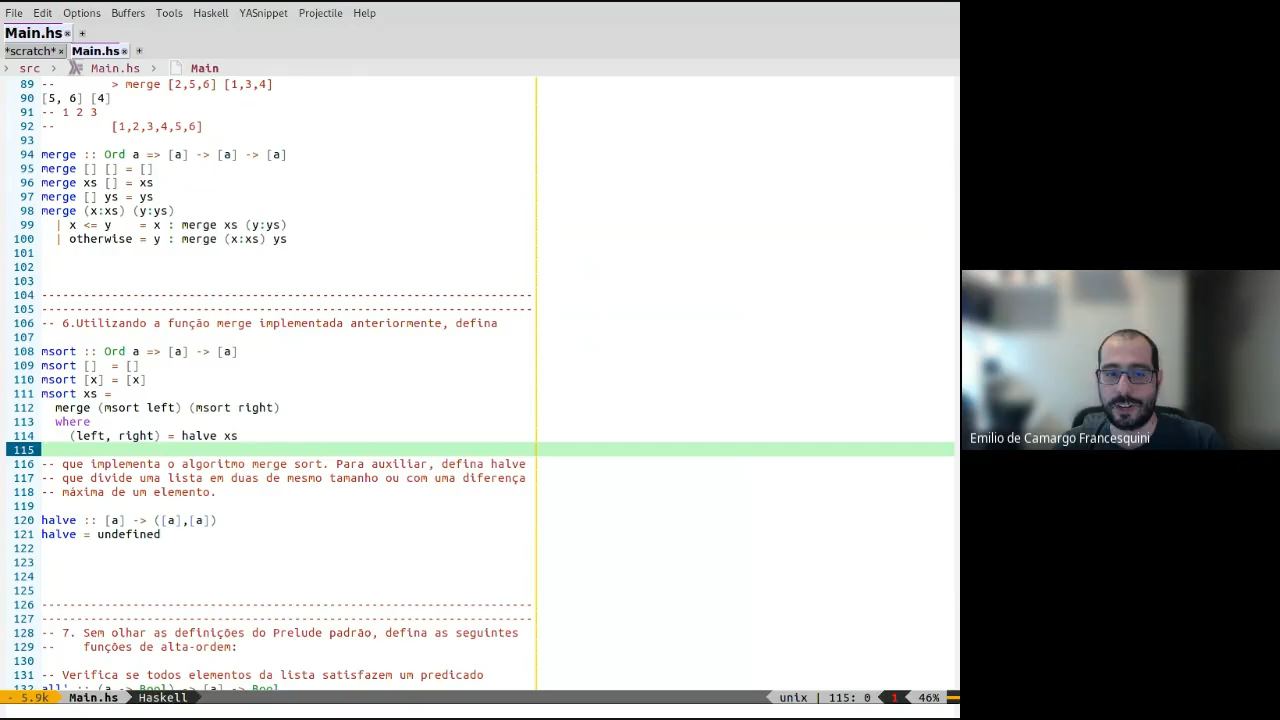 File Edit Options Buffers Tools Haskell YASnippet Projectile Help
Main.hs
*scratch* Main.hs
src Main.hs Main
89 -- > merge [2,5,6] [1,3,4]
90 [5, 6] [4]
91 -- 1 2 3
92 -- [1,2,3,4,5,6]
93
94 merge :: Ord a => [a] -> [a] -> [a]
95 merge [] [] = []
96 merge xs [] = xs
97 merge [] ys = ys
98 merge (x:xs) (y:ys)
99 | x <= y = x : merge xs (y:ys)
100 | otherwise = y : merge (x:xs) ys
101
102
103
104 ----------------------------------------------------------------------
105 ----------------------------------------------------------------------
106 -- 6.Utilizando a função merge implementada anteriormente, defina
107
108 msort :: Ord a => [a] -> [a]
109 msort [] = []
110 msort [x] = [x]
111 msort xs =
112 merge (msort left) (msort right)
113 where
114 (left, right) = halve xs
115
116 -- que implementa o algoritmo merge sort. Para auxiliar, defina halve
117 -- que divide uma lista em duas de mesmo tamanho ou com uma diferença
118 -- máxima de um elemento.
119
120 halve :: [a] -> ([a],[a])
121 halve = undefined
122
123
124
125
126 ----------------------------------------------------------------------
127 ----------------------------------------------------------------------
128 -- 7. Sem olhar as definições do Prelude padrão, defina as seguintes
129 -- funções de alta-ordem:
130
131 -- Verifica se todos elementos da lista satisfazem um predicado
132 all' :: (a -> Bool) -> [a] -> Bool
- 5.9k Main.hs Haskell unix | 115: 0 1 46%
Emilio de Camargo Francesquini